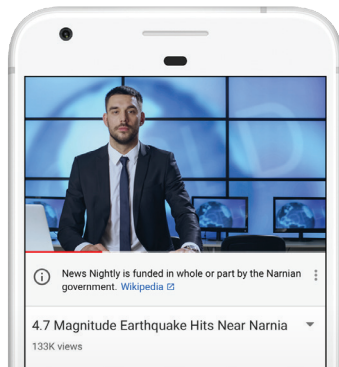 News Nightly is funded in whole or part by the Narnian
government. Wikipedia
4.7 Magnitude Earthquake Hits Near Narnia
133K views